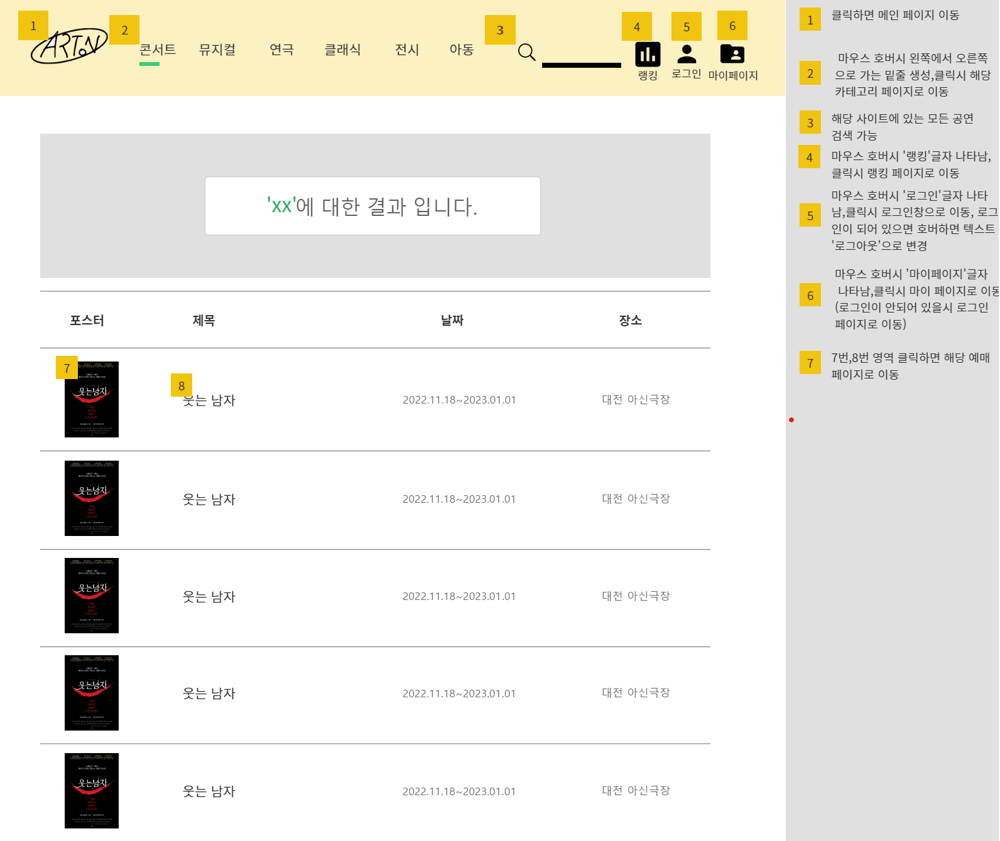 1
2
3
4
5
6
ARTON
콘서트 뮤지컬 연극 클래식 전시 아동
랭킹 로그인 마이페이지
'xx'에 대한 결과 입니다.
포스터 제목 날짜 장소
7
8
웃는남자
웃는 남자 2022.11.18~2023.01.01 대전 아신극장
웃는남자
웃는 남자 2022.11.18~2023.01.01 대전 아신극장
웃는남자
웃는 남자 2022.11.18~2023.01.01 대전 아신극장
웃는남자
웃는 남자 2022.11.18~2023.01.01 대전 아신극장
웃는남자
웃는 남자 2022.11.18~2023.01.01 대전 아신극장
1 클릭하면 메인 페이지 이동
2 마우스 호버시 왼쪽에서 오른쪽
으로 가는 밑줄 생성,클릭시 해당
카테고리 페이지로 이동
3 해당 사이트에 있는 모든 공연
검색 가능
4 마우스 호버시 '랭킹'글자 나타남,
클릭시 랭킹 페이지로 이동
5 마우스 호버시 '로그인'글자 나타
남,클릭시 로그인창으로 이동, 로그
인이 되어 있으면 호버하면 텍스트
'로그아웃'으로 변경
6 마우스 호버시 '마이페이지'글자
나타남,클릭시 마이 페이지로 이동
(로그인이 안되어 있을시 로그인
페이지로 이동)
7 7번,8번 영역 클릭하면 해당 예매
페이지로 이동